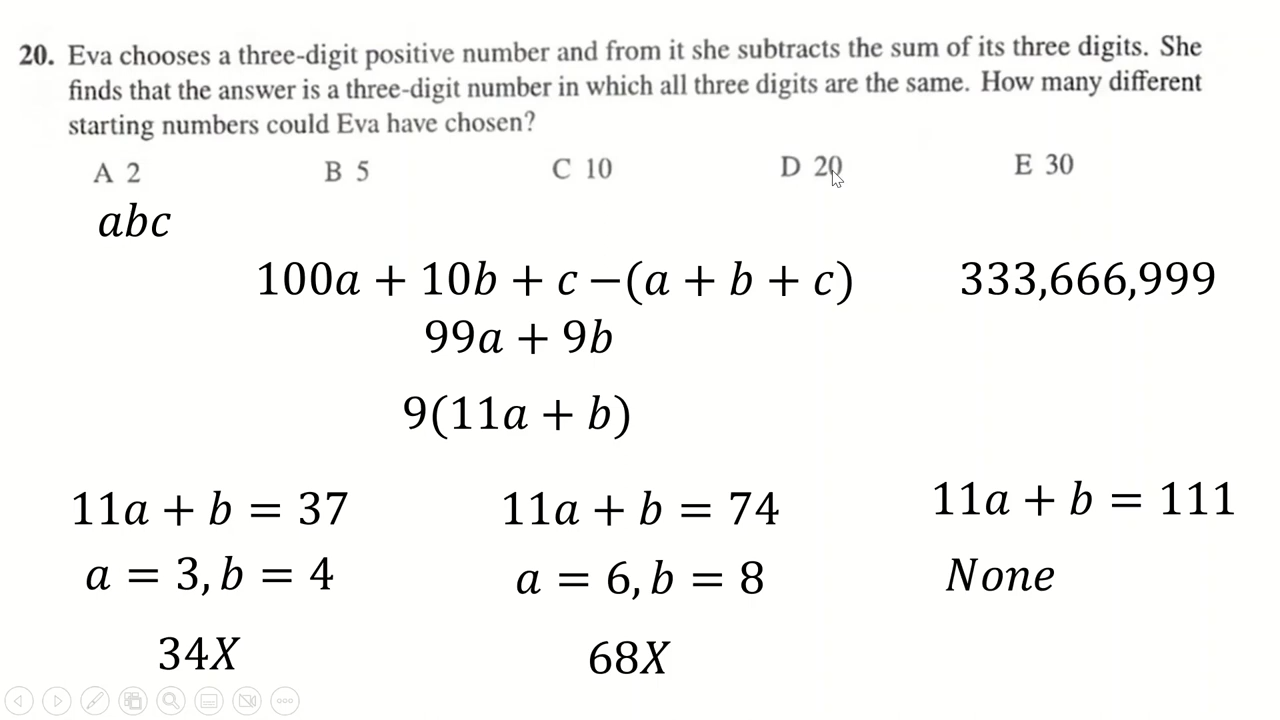 20. Eva chooses a three-digit positive number and from it she subtracts the sum of its three digits. She
finds that the answer is a three-digit number in which all three digits are the same. How many different
starting numbers could Eva have chosen?
A 2 B 5 C 10 D 20 E 30
abc
100a + 10b + c −(a + b + c) 333,666,999
99a + 9b
9(11a + b)
11a + b = 37 11a + b = 74 11a + b = 111
a = 3, b = 4 a = 6, b = 8 None
34X 68X